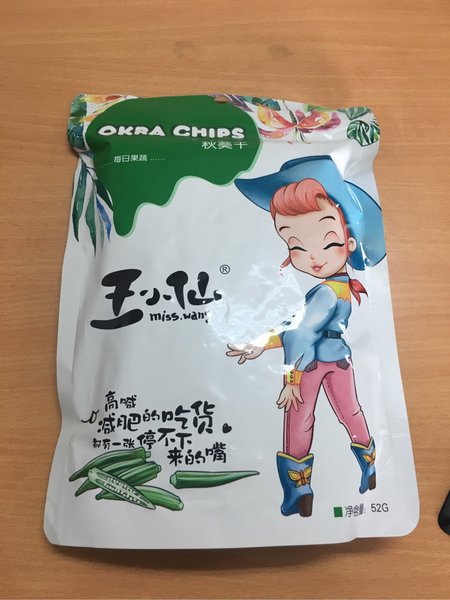 OKRA CHIPS
秋葵干
每日果蔬......
王小仙®
miss.wang
高喊
减肥的吃货
都有一张停不下
来的嘴
净含量: 52G